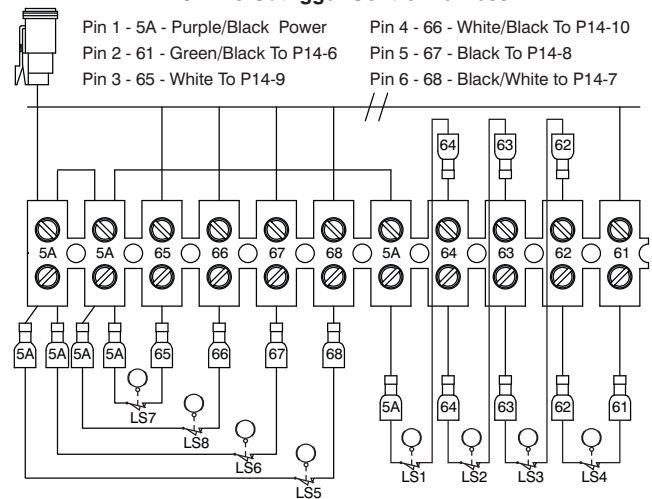 Pin 1 - 5A - Purple/Black Power
Pin 2 - 61 - Green/Black To P14-6
Pin 3 - 65 - White To P14-9
Pin 4 - 66 - White/Black To P14-10
Pin 5 - 67 - Black To P14-8
Pin 6 - 68 - Black/White to P14-7
64 63 62
5A 5A 65 66 67 68 5A 64 63 62 61
5A 5A 5A 5A 65 66 67 68
5A 64 63 62 61
LS7
LS8
LS6
LS5
LS1 LS2 LS3 LS4